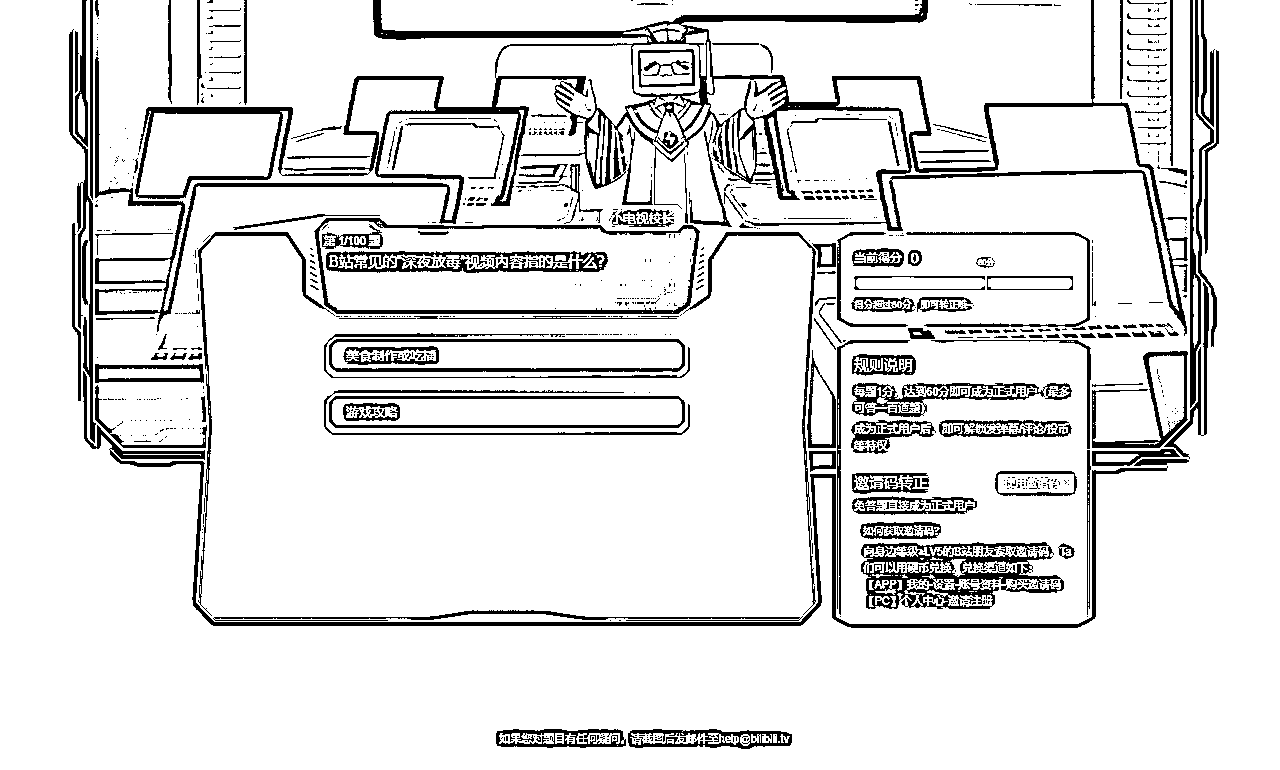 小电视校长
第 1/100 题
B站常见的"深夜放毒"视频内容指的是什么?
美食制作或吃播
游戏攻略
当前得分 0
60分
得分超过60分,即可转正哦~
规则说明
每题1分,达到60分即可成为正式用户(最多
可答一百道题)
成为正式用户后,即可解锁发弹幕/评论/投币
等特权
邀请码转正
使用邀请码 >
免答题直接成为正式用户
如何获取邀请码?
向身边等级≥LV5的B站朋友索取邀请码,Ta
们可以用硬币兑换,兑换渠道如下:
【APP】我的-设置-账号资料-购买邀请码
【PC】个人中心-邀请注册
如果您对题目有任何疑问,请截图后发邮件至help@bilibili.tv